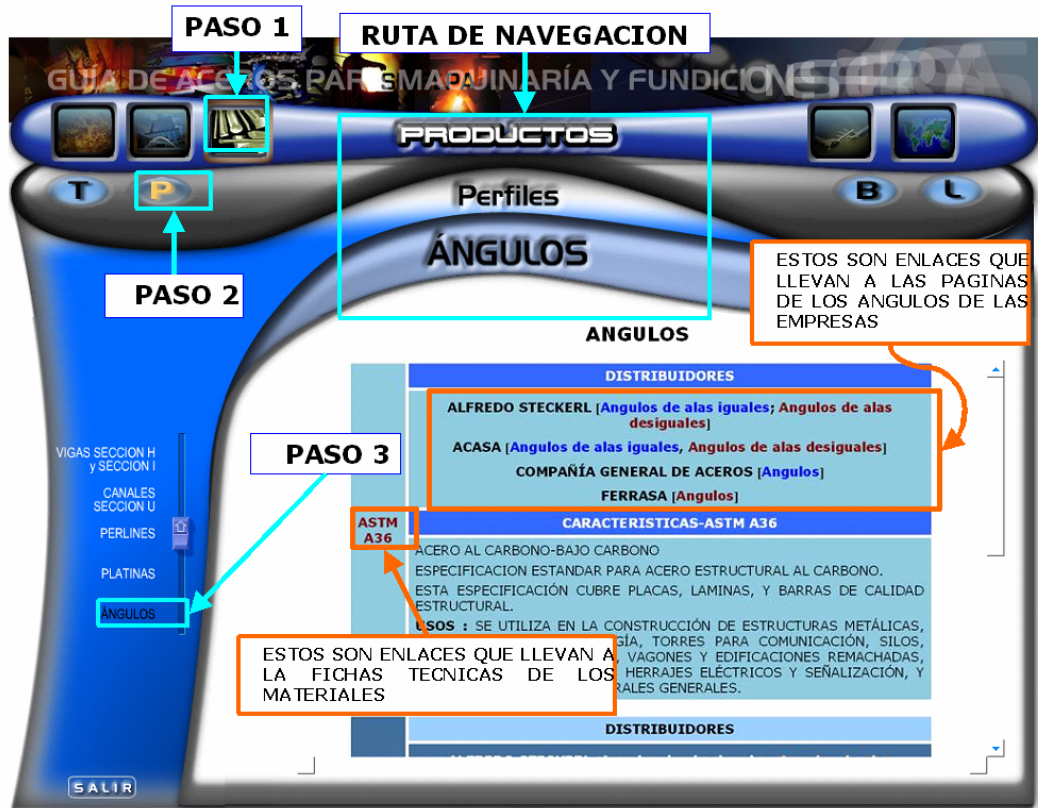 PASO 1
RUTA DE NAVEGACION
GUIA DE ACEROS PARA MAQUINARÍA Y FUNDICIONES
PRODUCTOS
T
P
Perfiles
B
L
ÁNGULOS
PASO 2
ESTOS SON ENLACES QUE
LLEVAN A LAS PAGINAS
DE LOS ANGULOS DE LAS
EMPRESAS
ANGULOS
DISTRIBUIDORES
ALFREDO STECKERL [Angulos de alas iguales; Angulos de alas
desiguales]
ACASA [Angulos de alas iguales, Angulos de alas desiguales]
COMPAÑÍA GENERAL DE ACEROS [Angulos]
FERRASA [Angulos]
PASO 3
VIGAS SECCION H
y SECCION I
CANALES
SECCION U
PERLINES
PLATINAS
ÁNGULOS
ASTM
A36
CARACTERISTICAS-ASTM A36
ACERO AL CARBONO-BAJO CARBONO
ESPECIFICACION ESTANDAR PARA ACERO ESTRUCTURAL AL CARBONO.
ESTA ESPECIFICACIÓN CUBRE PLACAS, LAMINAS, Y BARRAS DE CALIDAD
ESTRUCTURAL.
USOS : SE UTILIZA EN LA CONSTRUCCIÓN DE ESTRUCTURAS METÁLICAS,
TORRES PARA COMUNICACIÓN, SILOS,
VAGONES Y EDIFICACIONES REMACHADAS,
HERRAJES ELÉCTRICOS Y SEÑALIZACIÓN, Y
GENERALES.
ESTOS SON ENLACES QUE LLEVAN A
LA FICHAS TECNICAS DE LOS
MATERIALES
DISTRIBUIDORES
SALIR